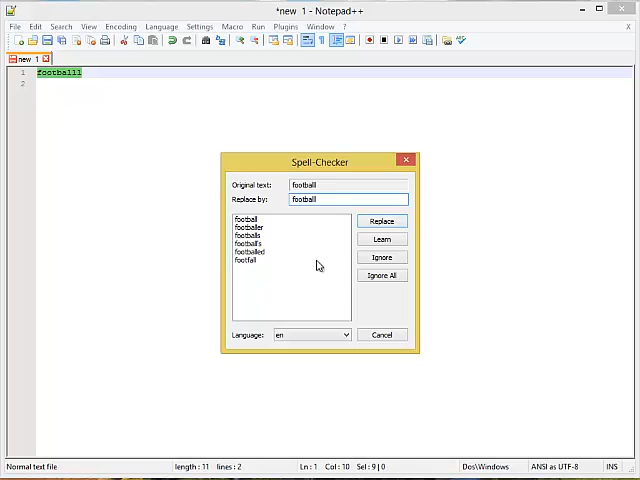 *new  1 - Notepad++
File Edit Search View Encoding Language Settings Macro Run Plugins Window ? X
new 1
1 footballl
2
Spell-Checker
Original text: footballl
Replace by: footballl
football
footballer
footballs
football's
footballed
footfall
Replace
Learn
Ignore
Ignore All
Language: en Cancel
Normal text file length : 11 lines : 2 Ln : 1 Col : 10 Sel : 9 | 0 Dos\Windows ANSI as UTF-8 INS